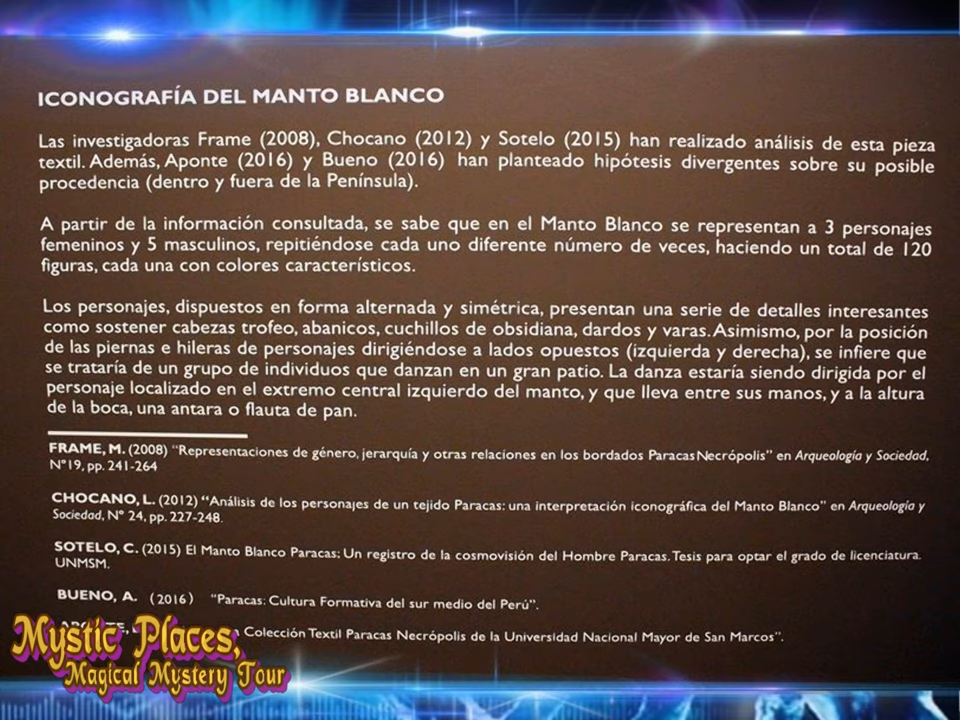 ICONOGRAFÍA DEL MANTO BLANCO
Las investigadoras Frame (2008), Chocano (2012) y Sotelo (2015) han realizado análisis de esta pieza
textil. Además, Aponte (2016) y Bueno (2016) han planteado hipótesis divergentes sobre su posible
procedencia (dentro y fuera de la Península).
A partir de la información consultada, se sabe que en el Manto Blanco se representan a 3 personajes
femeninos y 5 masculinos, repitiéndose cada uno diferente número de veces, haciendo un total de 120
figuras, cada una con colores característicos.
Los personajes, dispuestos en forma alternada y simétrica, presentan una serie de detalles interesantes
como sostener cabezas trofeo, abanicos, cuchillos de obsidiana, dardos y varas. Asimismo, por la posición
de las piernas e hileras de personajes dirigiéndose a lados opuestos (izquierda y derecha), se infiere que
se trataría de un grupo de individuos que danzan en un gran patio. La danza estaría siendo dirigida por el
personaje localizado en el extremo central izquierdo del manto, y que lleva entre sus manos, y a la altura
de la boca, una antara o flauta de pan.
FRAME, M. (2008) "Representaciones de género, jerarquía y otras relaciones en los bordados Paracas Necrópolis" en Arqueología y Sociedad,
N°19, pp. 241-264
CHOCANO, L. (2012) "Análisis de los personajes de un tejido Paracas: una interpretación iconográfica del Manto Blanco" en Arqueología y
Sociedad, N° 24, pp. 227-248.
SOTELO, C. (2015) El Manto Blanco Paracas; Un registro de la cosmovisión del Hombre Paracas. Tesis para optar el grado de licenciatura.
UNMSM.
BUENO, A. (2016) "Paracas: Cultura Formativa del sur medio del Perú".
Colección Textil Paracas Necrópolis de la Universidad Nacional Mayor de San Marcos".
Mystic Places,
Magical Mystery Tour